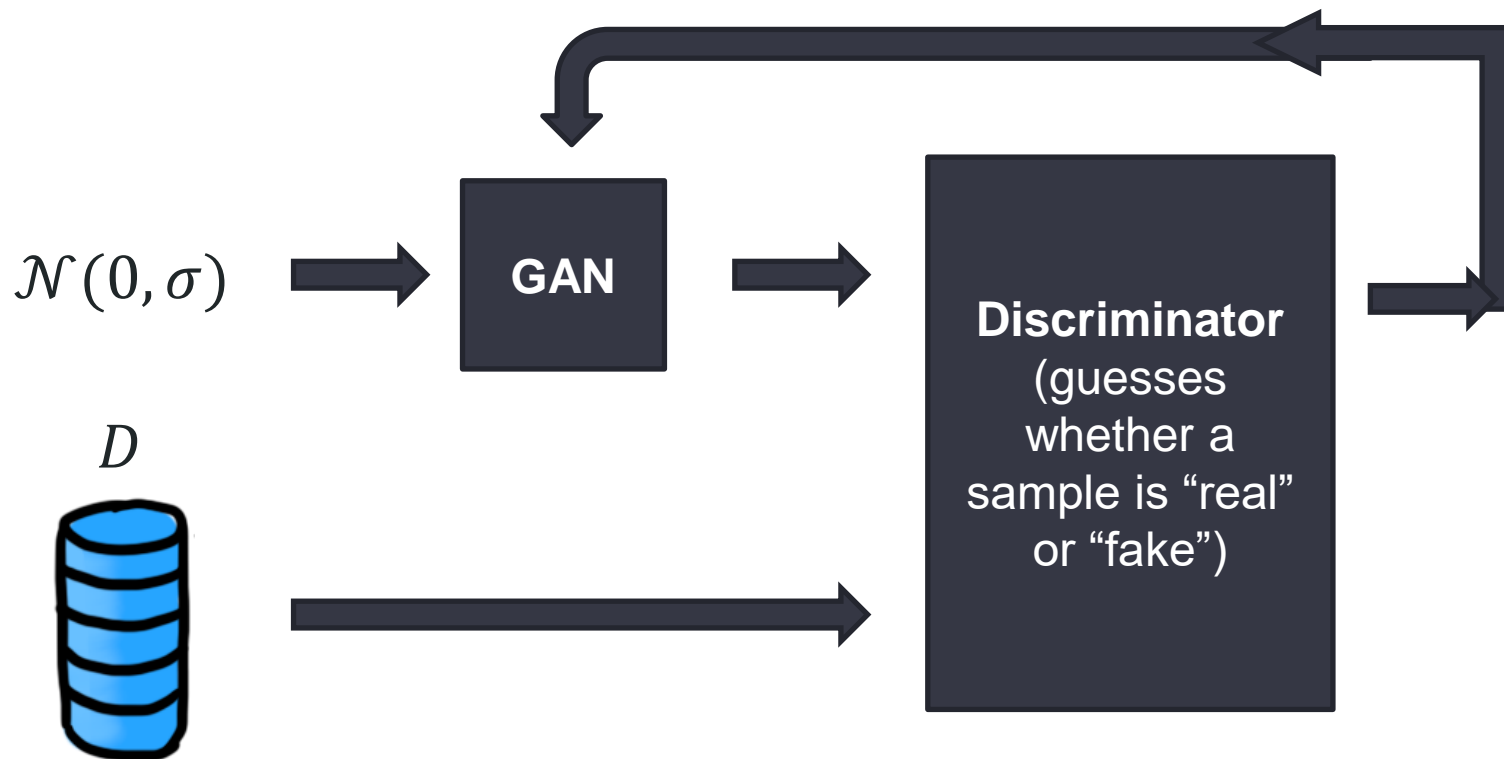 𝒩(0, σ)
GAN
D
Discriminator
(guesses
whether a
sample is “real”
or “fake”)